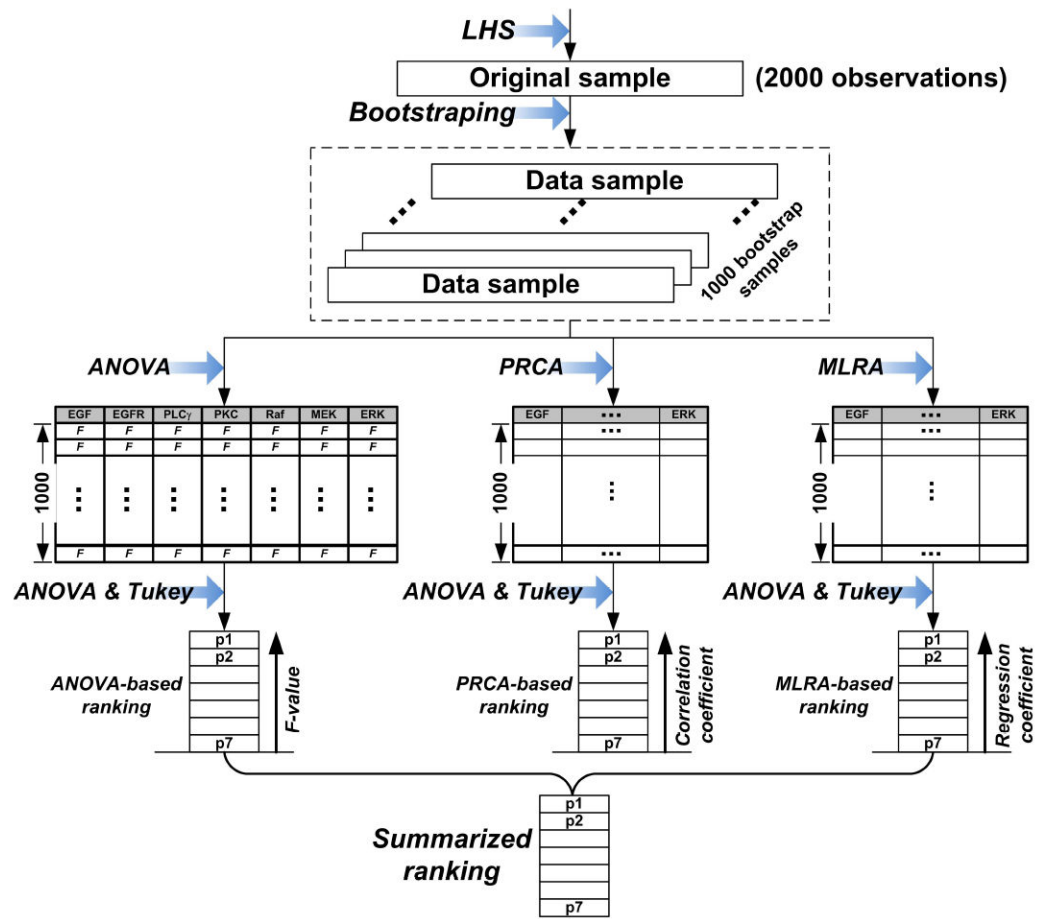 LHS
Original sample
(2000 observations)
Bootstraping
Data sample
1000 bootstrap
samples
Data sample
ANOVA
PRCA
MLRA
EGF EGFR PLCγ PKC Raf MEK ERK
F F F F F F F
F F F F F F F
F F F F F F F
1000
EGF ... ERK
...
...
1000
EGF ... ERK
...
...
1000
ANOVA & Tukey
ANOVA & Tukey
ANOVA & Tukey
ANOVA-based
ranking
p1
p2
p7
F-value
PRCA-based
ranking
p1
p2
p7
Correlation
coefficient
MLRA-based
ranking
p1
p2
p7
Regression
coefficient
Summarized
ranking
p1
p2
p7